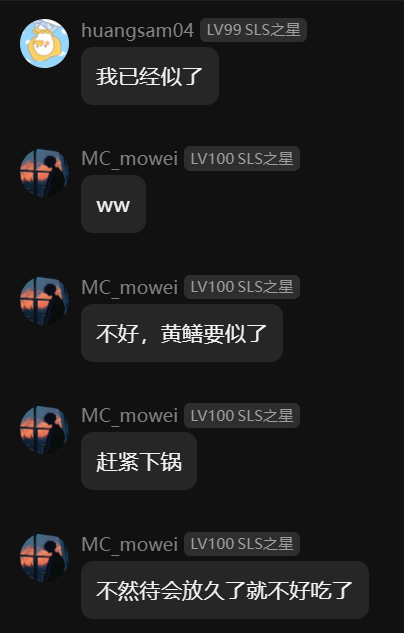 huangsam04 LV99 SLS之星
我已经似了
MC_mowei LV100 SLS之星
ww
MC_mowei LV100 SLS之星
不好，黄鳝要似了
MC_mowei LV100 SLS之星
赶紧下锅
MC_mowei LV100 SLS之星
不然待会放久了就不好吃了